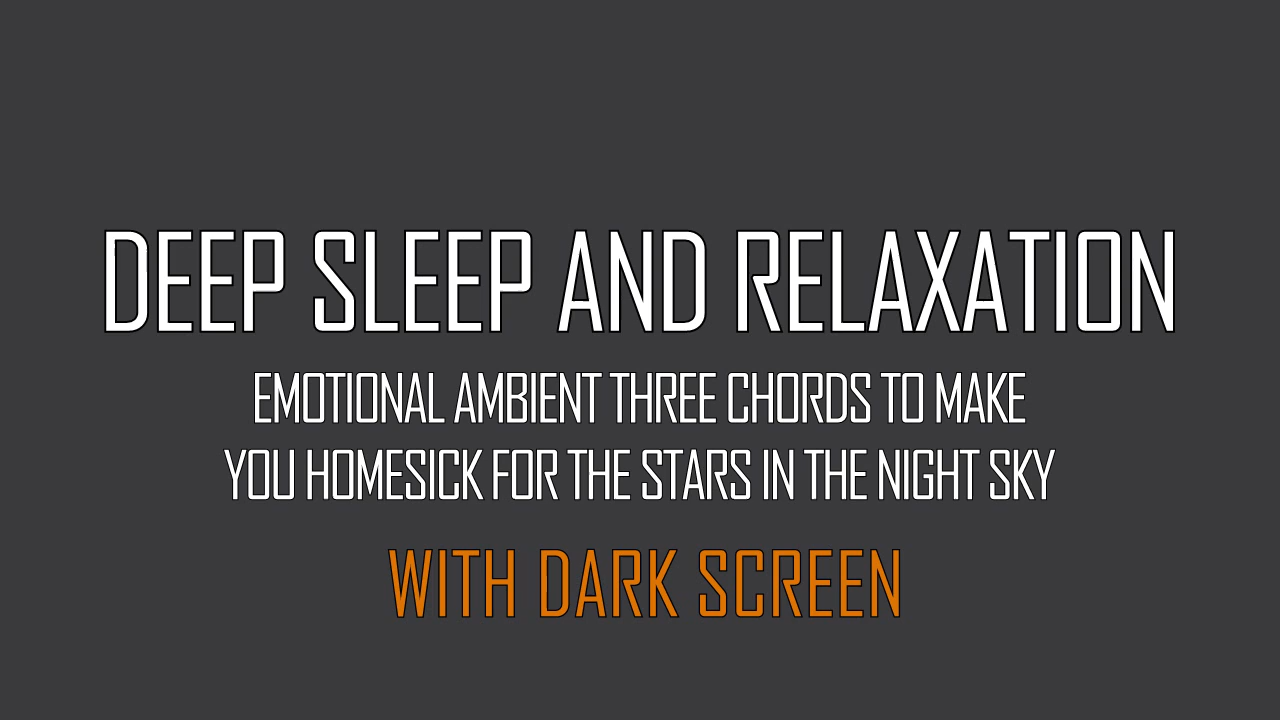 DEEP SLEEP AND RELAXATION
EMOTIONAL AMBIENT THREE CHORDS TO MAKE
YOU HOMESICK FOR THE STARS IN THE NIGHT SKY
WITH DARK SCREEN